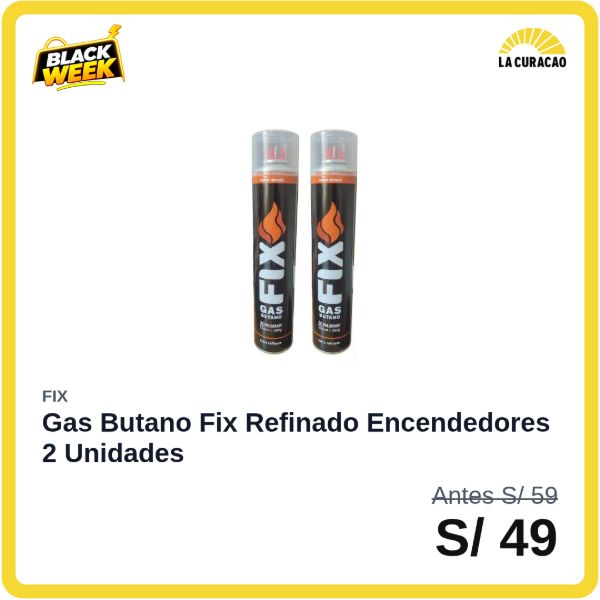 BLACK
WEEK
LA CURACAO
FIX
GAS
BUTANO
FIX
GAS
BUTANO
FIX
Gas Butano Fix Refinado Encendedores
2 Unidades
Antes S/ 59
S/ 49